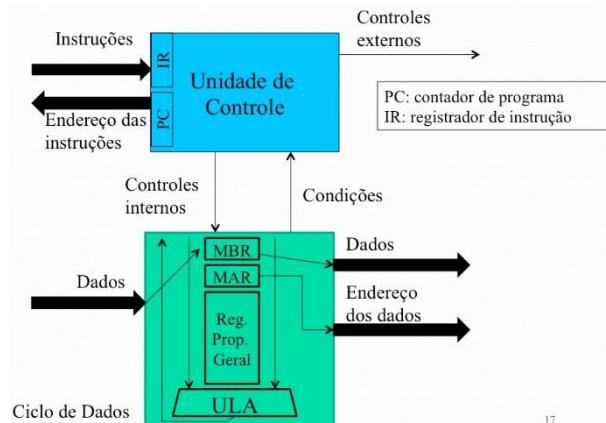 Instruções
Controles
externos
IR
Unidade de
Controle
PC
Endereço das
instruções
PC: contador de programa
IR: registrador de instrução
Controles
internos
Condições
MBR
Dados
MAR
Dados
Endereço
dos dados
Reg.
Prop.
Geral
ULA
Ciclo de Dados
17